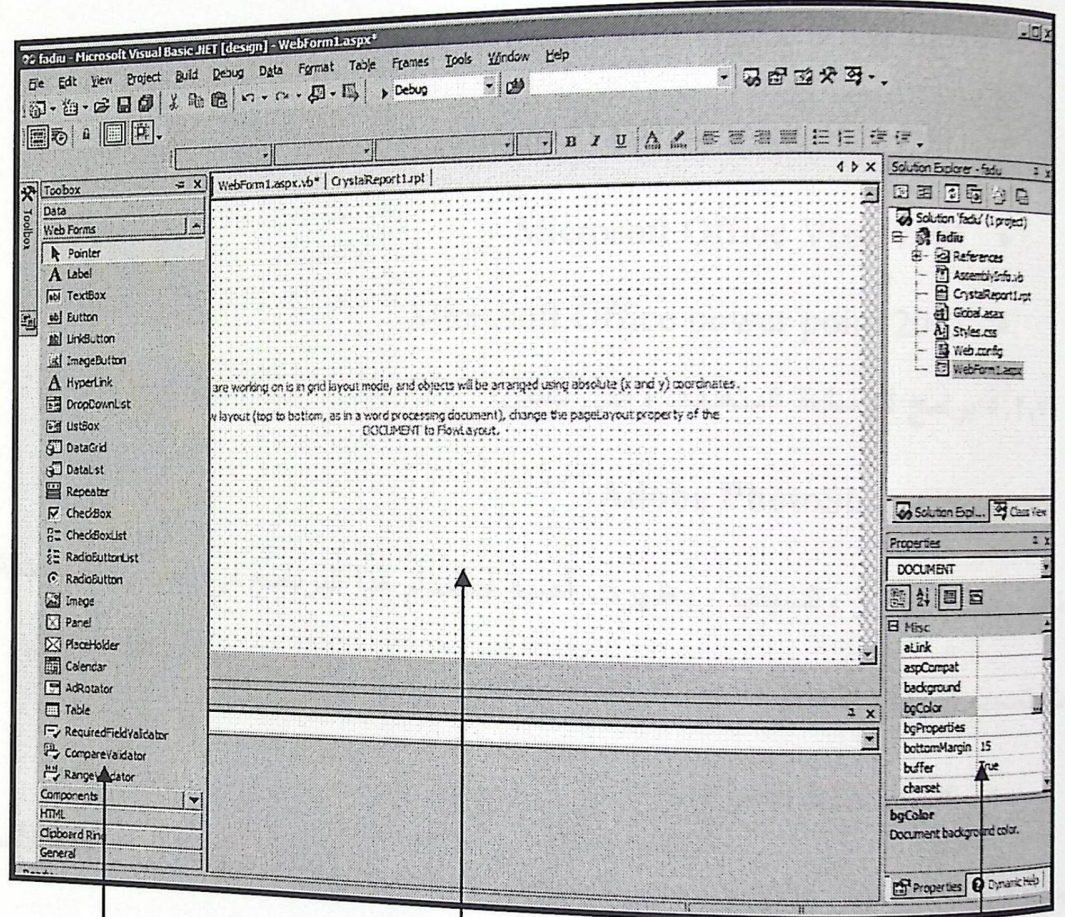 fadiu - Microsoft Visual Basic .NET [design] - WebForm1.aspx*
File Edit View Project Build Debug Data Format Table Frames Tools Window Help
Debug
B I U
Toolbox
Toolbox
Data
Web Forms
Pointer
Label
TextBox
Button
LinkButton
ImageButton
HyperLink
DropDownList
ListBox
DataGrid
DataList
Repeater
CheckBox
CheckBoxList
RadioButtonList
RadioButton
Image
Panel
PlaceHolder
Calendar
AdRotator
Table
RequiredFieldValidator
CompareValidator
RangeValidator
Components
HTML
Clipboard Ring
General
WebForm1.aspx.vb* CrystalReport1.rpt
are working on is in grid layout mode, and objects will be arranged using absolute (x and y) coordinates.
w layout (top to bottom, as in a word processing document), change the pageLayout property of the
DOCUMENT to FlowLayout.
Solution Explorer - fadiu
Solution 'fadiu' (1 project)
fadiu
References
AssemblyInfo.vb
CrystalReport1.rpt
Global.asax
Styles.css
Web.config
WebForm1.aspx
Solution Expl... Class View
Properties
DOCUMENT
Misc
aLink
aspCompat
background
bgColor
bgProperties
bottomMargin 15
buffer True
charset
bgColor
Document background color.
Properties Dynamic Help